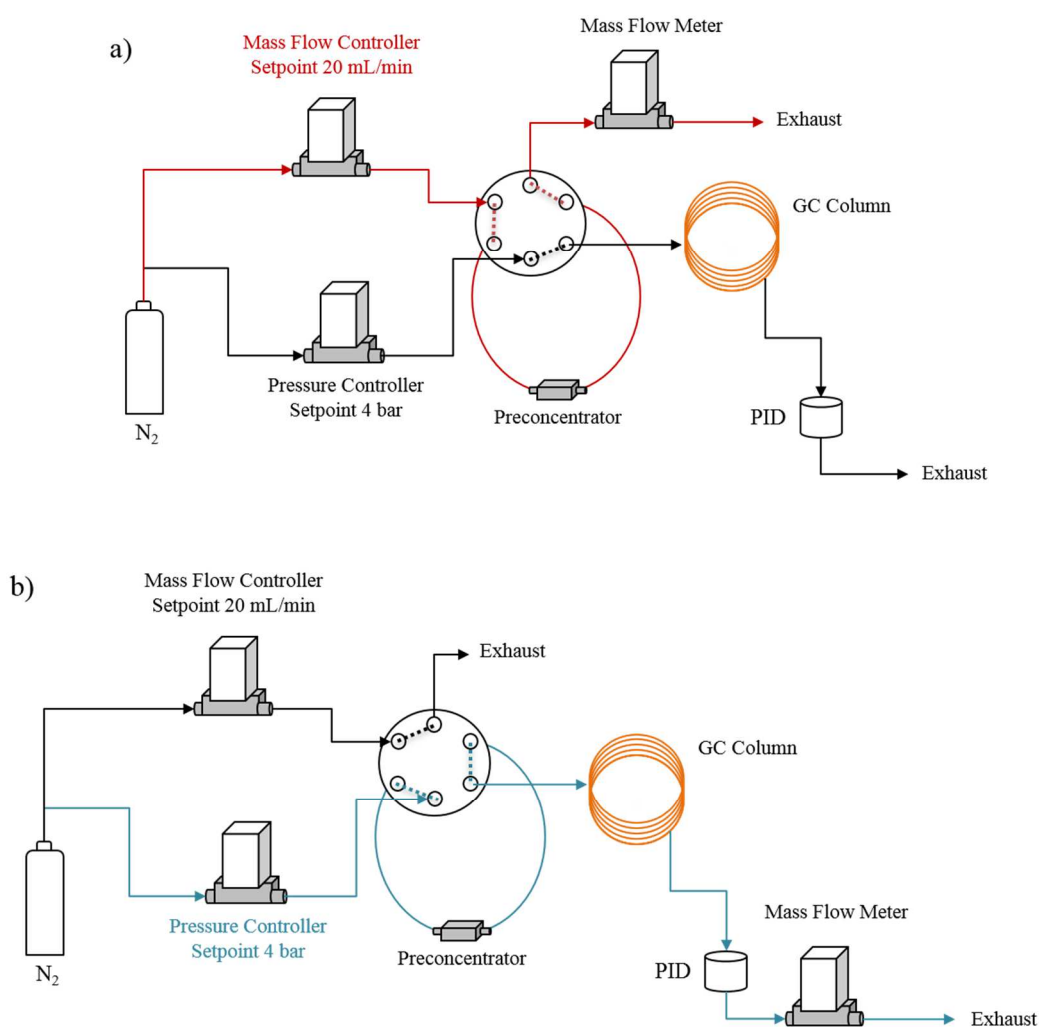 a)
Mass Flow Controller
Setpoint 20 mL/min
Mass Flow Meter
Exhaust
GC Column
Pressure Controller
Setpoint 4 bar
Preconcentrator
N₂
PID
Exhaust
b)
Mass Flow Controller
Setpoint 20 mL/min
Exhaust
GC Column
Pressure Controller
Setpoint 4 bar
Preconcentrator
N₂
Mass Flow Meter
PID
Exhaust